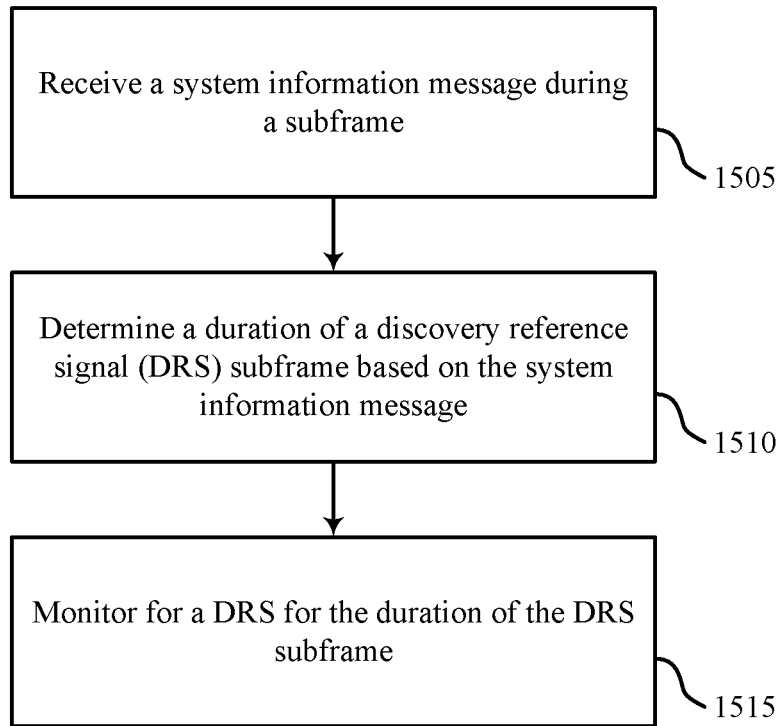 Receive a system information message during
a subframe
1505
Determine a duration of a discovery reference
signal (DRS) subframe based on the system
information message
1510
Monitor for a DRS for the duration of the DRS
subframe
1515